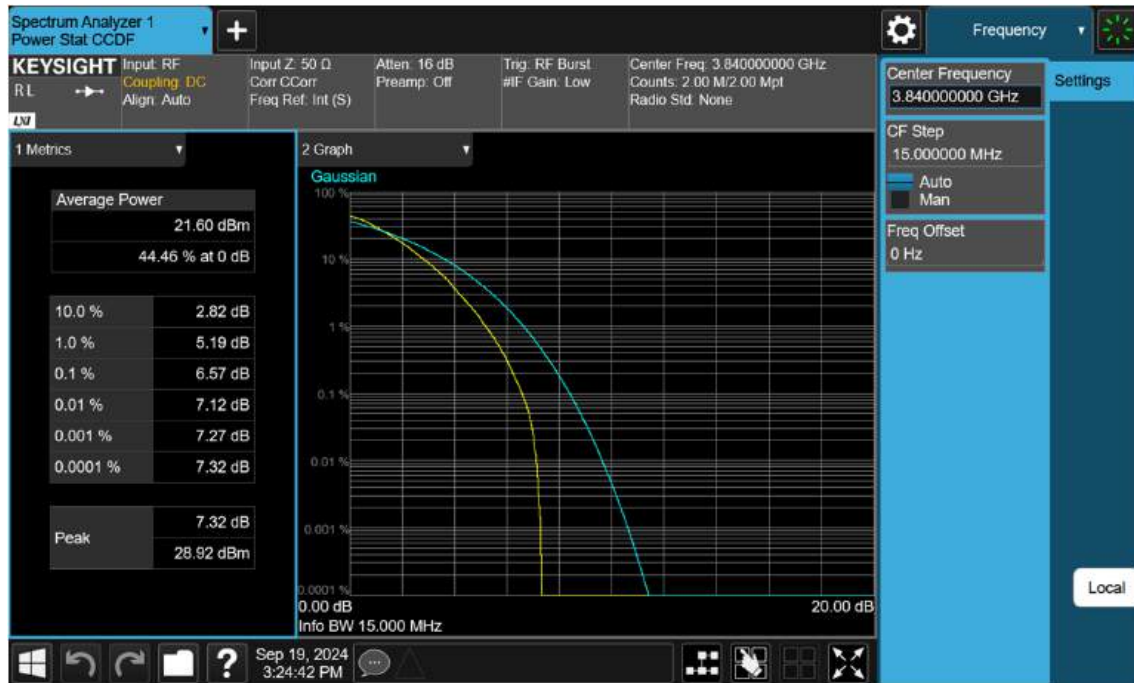 Spectrum Analyzer 1
Power Stat CCDF
+
Frequency
KEYSIGHT
RL
LXI
Input: RF
Coupling: DC
Align: Auto
Input Z: 50 Ω
Corr CCorr
Freq Ref: Int (S)
Atten: 16 dB
Preamp: Off
Trig: RF Burst
#IF Gain: Low
Center Freq: 3.840000000 GHz
Counts: 2.00 M/2.00 Mpt
Radio Std: None
Center Frequency
3.840000000 GHz
Settings
CF Step
15.000000 MHz
Auto
Man
Freq Offset
0 Hz
1 Metrics
Average Power
21.60 dBm
44.46 % at 0 dB
10.0 % 2.82 dB
1.0 % 5.19 dB
0.1 % 6.57 dB
0.01 % 7.12 dB
0.001 % 7.27 dB
0.0001 % 7.32 dB
Peak
7.32 dB
28.92 dBm
2 Graph
Gaussian
100 %
10 %
1 %
0.1 %
0.01 %
0.001 %
0.0001 %
0.00 dB
20.00 dB
Info BW 15.000 MHz
Local
?
Sep 19, 2024
3:24:42 PM